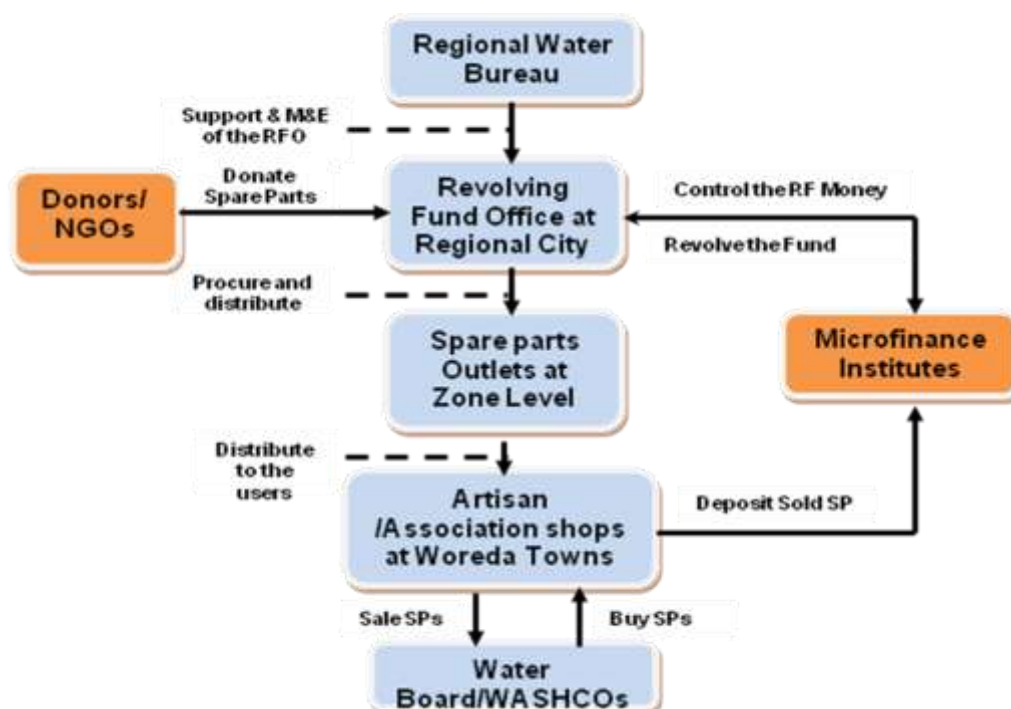 Regional Water
Bureau
Support & M&E
of the RFO
Donors/
NGOs
Donate
Spare Parts
Revolving
Fund Office at
Regional City
Control the RF Money
Revolve the Fund
Procure and
distribute
Spare parts
Outlets at
Zone Level
Microfinance
Institutes
Distribute
to the
users
Artisan
/Association shops
at Woreda Towns
Deposit Sold SP
Sale SPs
Buy SPs
Water
Board/WASHCOs